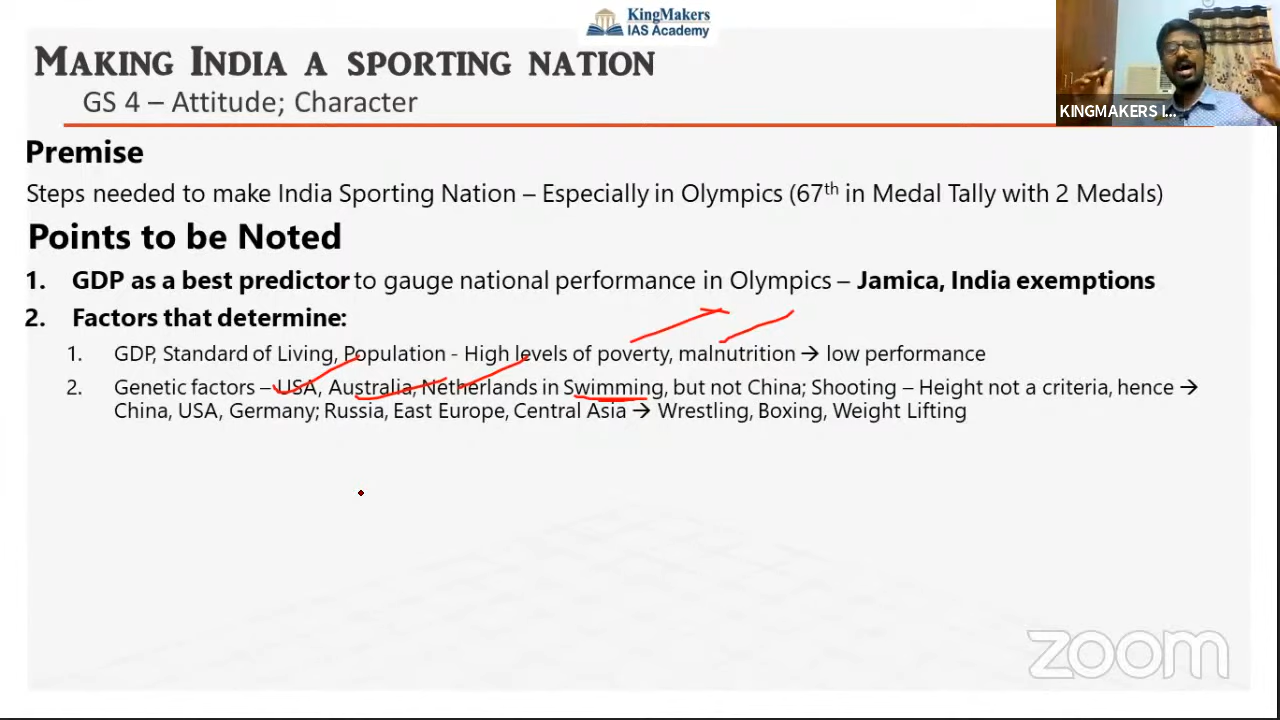 KingMakers
IAS Academy
MAKING INDIA A SPORTING NATION
GS 4 – Attitude; Character
KINGMAKERS I...
Premise
Steps needed to make India Sporting Nation – Especially in Olympics (67th in Medal Tally with 2 Medals)
Points to be Noted
1. GDP as a best predictor to gauge national performance in Olympics – Jamica, India exemptions
2. Factors that determine:
1. GDP, Standard of Living, Population - High levels of poverty, malnutrition → low performance
2. Genetic factors – USA, Australia, Netherlands in Swimming, but not China; Shooting – Height not a criteria, hence →
China, USA, Germany; Russia, East Europe, Central Asia → Wrestling, Boxing, Weight Lifting
zoom